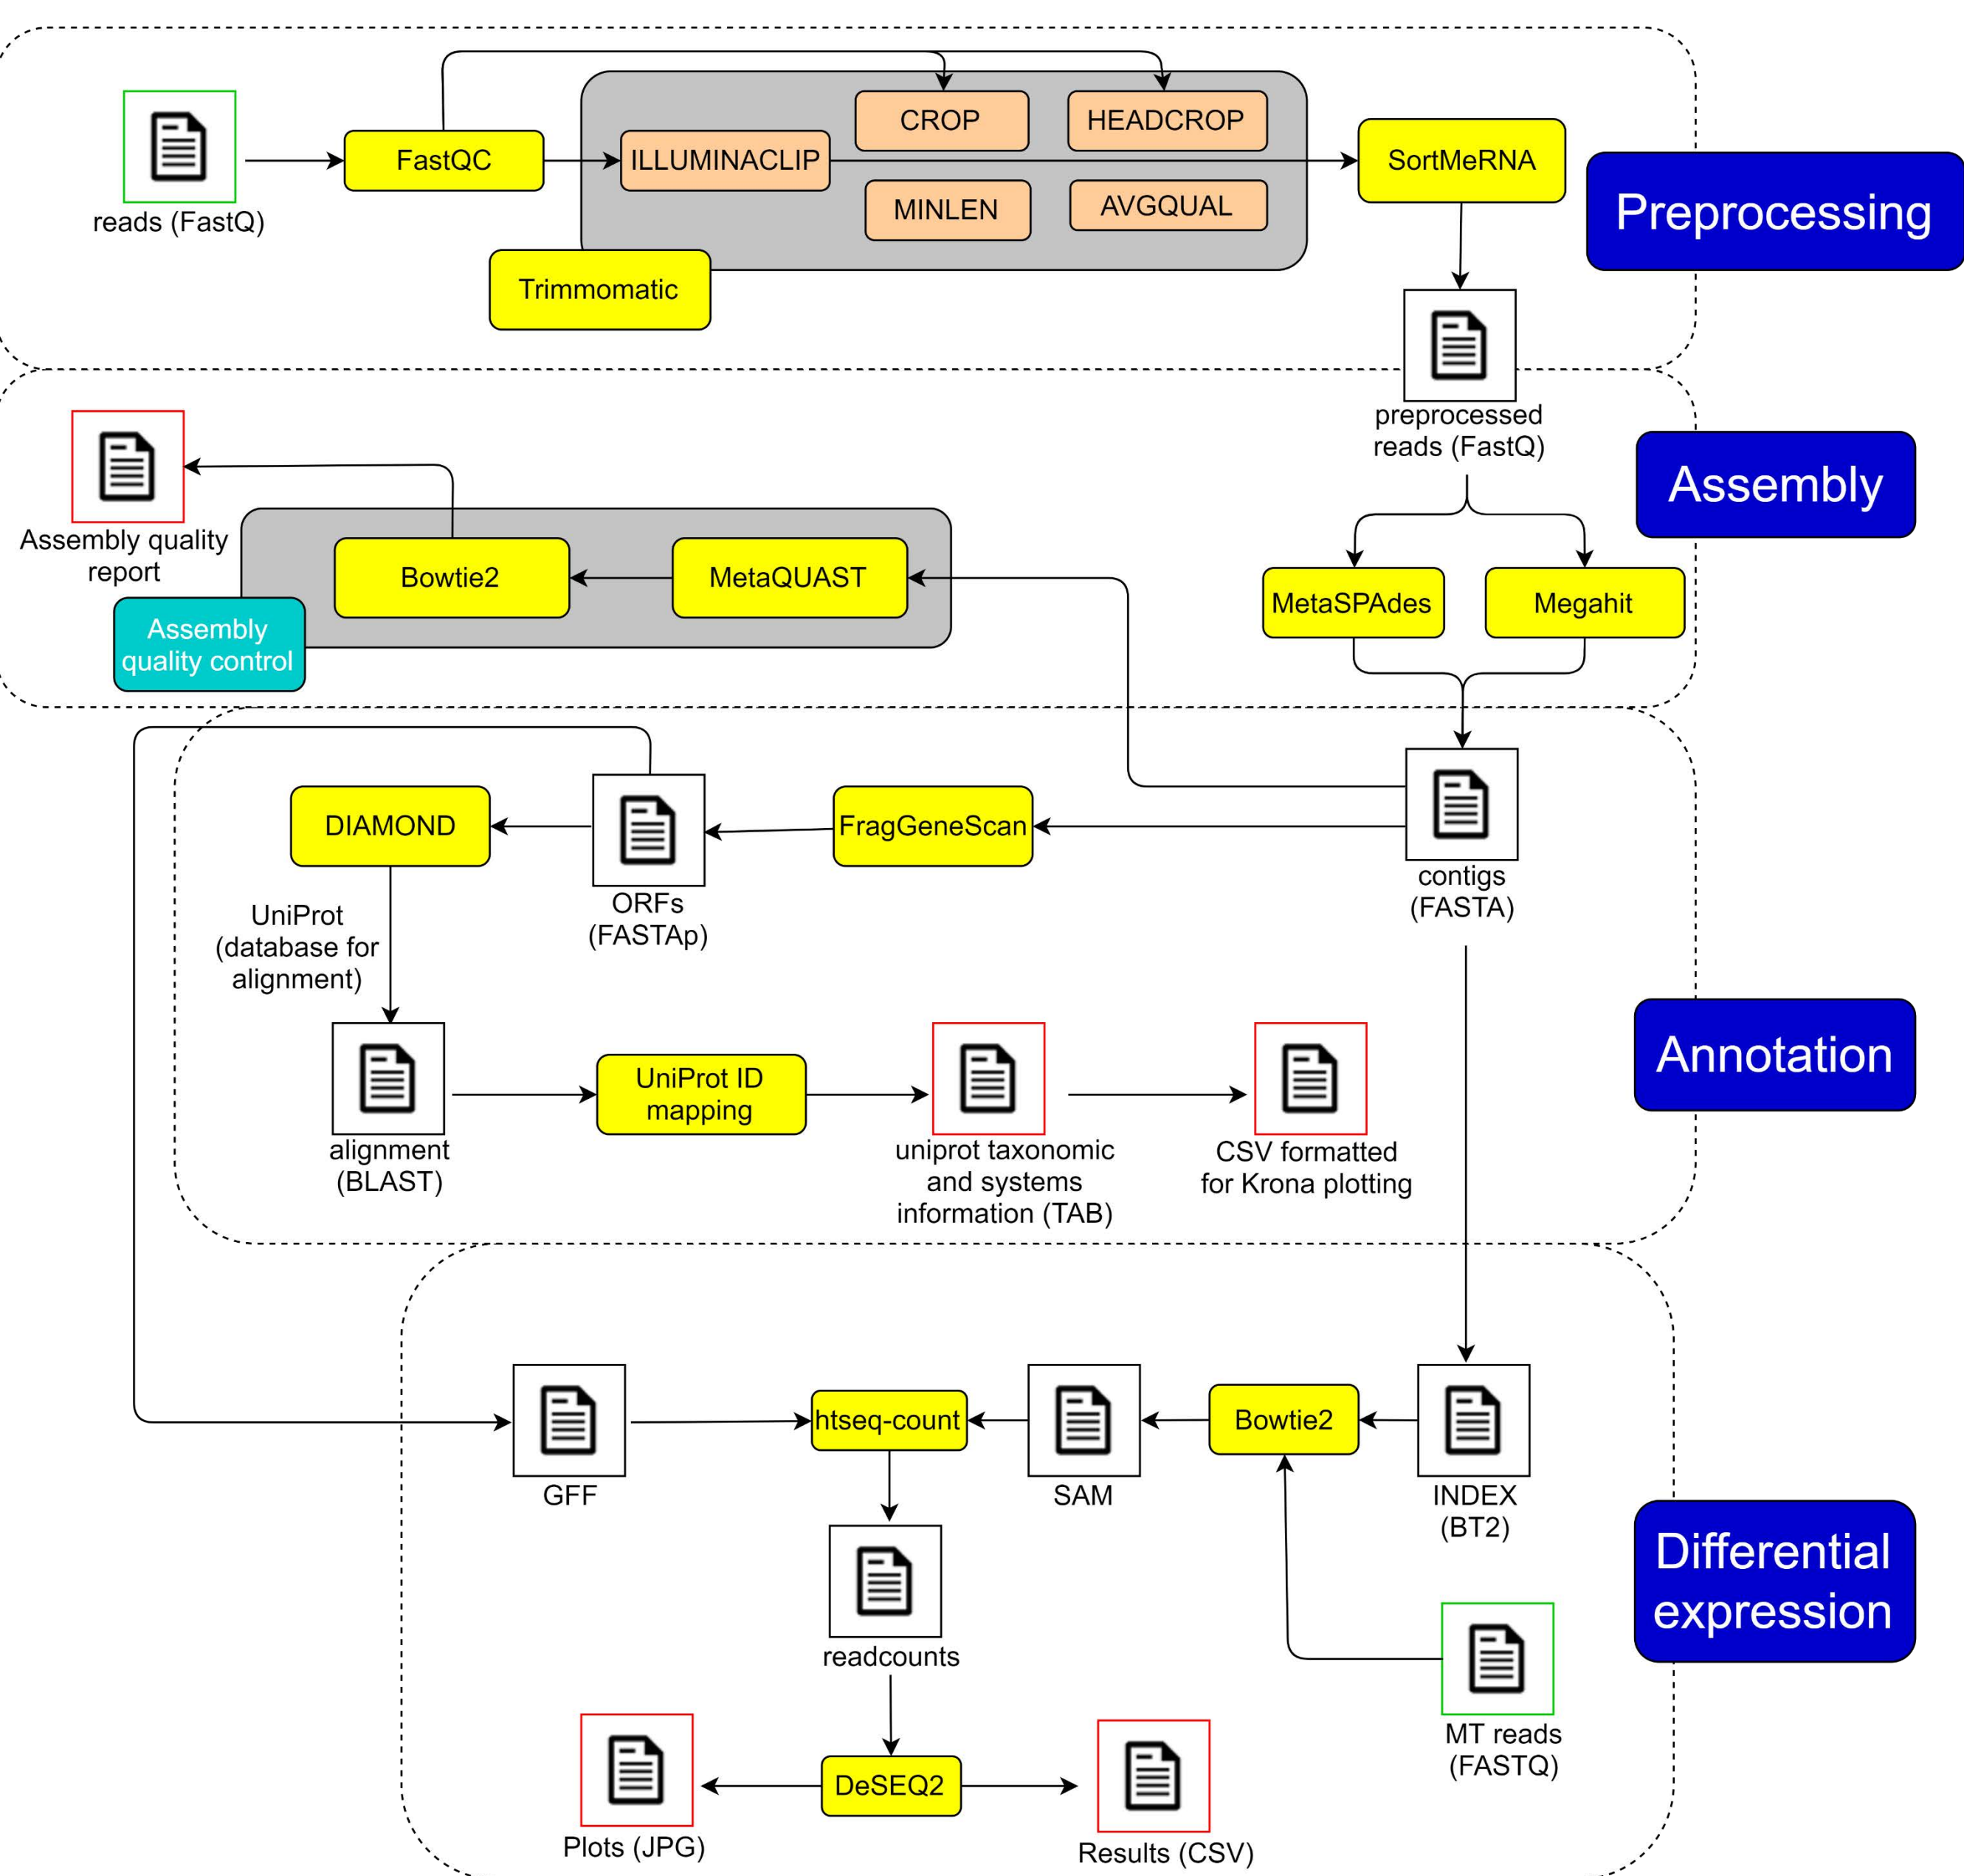 CROP
HEADCROP
FastQC
ILLUMINACLIP
SortMeRNA
MINLEN
AVGQUAL
reads (FastQ)
Trimmomatic
Preprocessing
preprocessed
reads (FastQ)
Assembly
Assembly quality
report
Bowtie2
MetaQUAST
MetaSPAdes
Megahit
Assembly
quality control
DIAMOND
FragGeneScan
ORFs
(FASTAp)
contigs
(FASTA)
UniProt
(database for
alignment)
UniProt ID
mapping
alignment
(BLAST)
uniprot taxonomic
and systems
information (TAB)
CSV formatted
for Krona plotting
Annotation
htseq-count
Bowtie2
GFF
SAM
INDEX
(BT2)
Differential
expression
readcounts
MT reads
(FASTQ)
DeSEQ2
Plots (JPG)
Results (CSV)